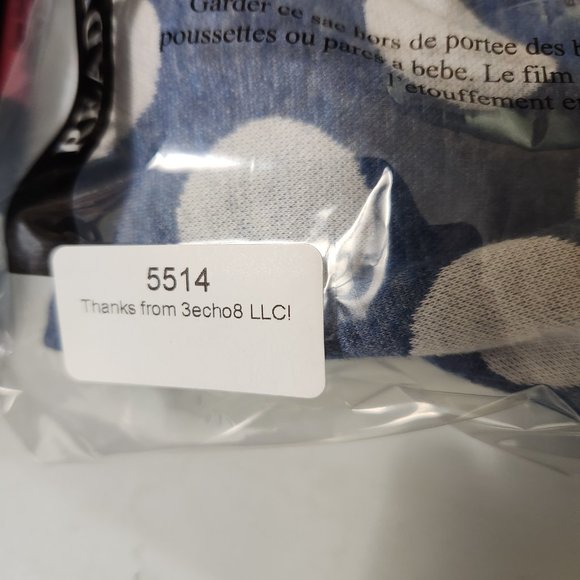 Garder ce sac hors de portee des
poussettes ou parcs a bebe. Le film
l'etouffement
5514
Thanks from 3echo8 LLC!